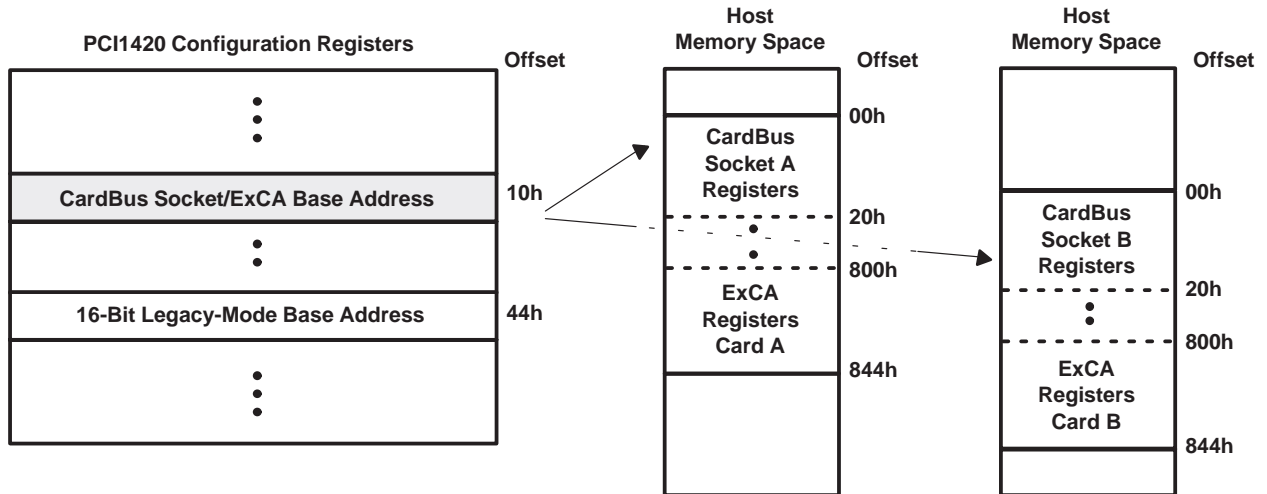 PCI1420 Configuration Registers
Offset
CardBus Socket/ExCA Base Address
10h
16-Bit Legacy-Mode Base Address
44h
Host
Memory Space
Offset
00h
CardBus
Socket A
Registers
20h
800h
ExCA
Registers
Card A
844h
Host
Memory Space
Offset
00h
CardBus
Socket B
Registers
20h
800h
ExCA
Registers
Card B
844h